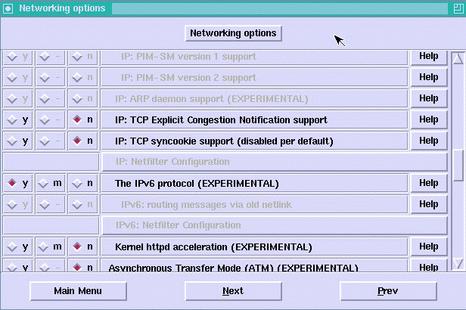 Networking options
Networking options
y - n IP: PIM-SM version 1 support Help
y - n IP: PIM-SM version 2 support Help
y - n IP: ARP daemon support (EXPERIMENTAL) Help
y - n IP: TCP Explicit Congestion Notification support Help
y - n IP: TCP syncookie support (disabled per default) Help
IP: Netfilter Configuration
y m n The IPv6 protocol (EXPERIMENTAL) Help
y - n IPv6: routing messages via old netlink Help
IPv6: Netfilter Configuration
y m n Kernel httpd acceleration (EXPERIMENTAL) Help
y - n Asynchronous Transfer Mode (ATM) (EXPERIMENTAL) Help
Main Menu Next Prev